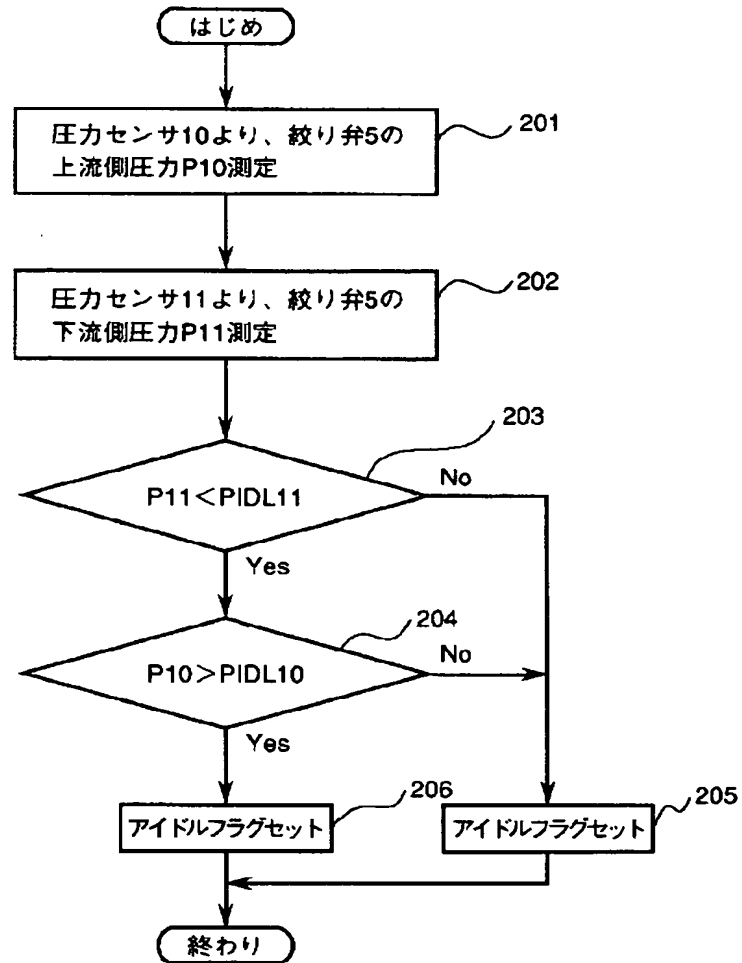 はじめ
圧力センサ10より、絞り弁5の
上流側圧力P10測定
201
圧力センサ11より、絞り弁5の
下流側圧力P11測定
202
203
P11<PIDL11
No
Yes
204
P10>PIDL10
No
Yes
206
アイドルフラグセット
205
アイドルフラグセット
終わり